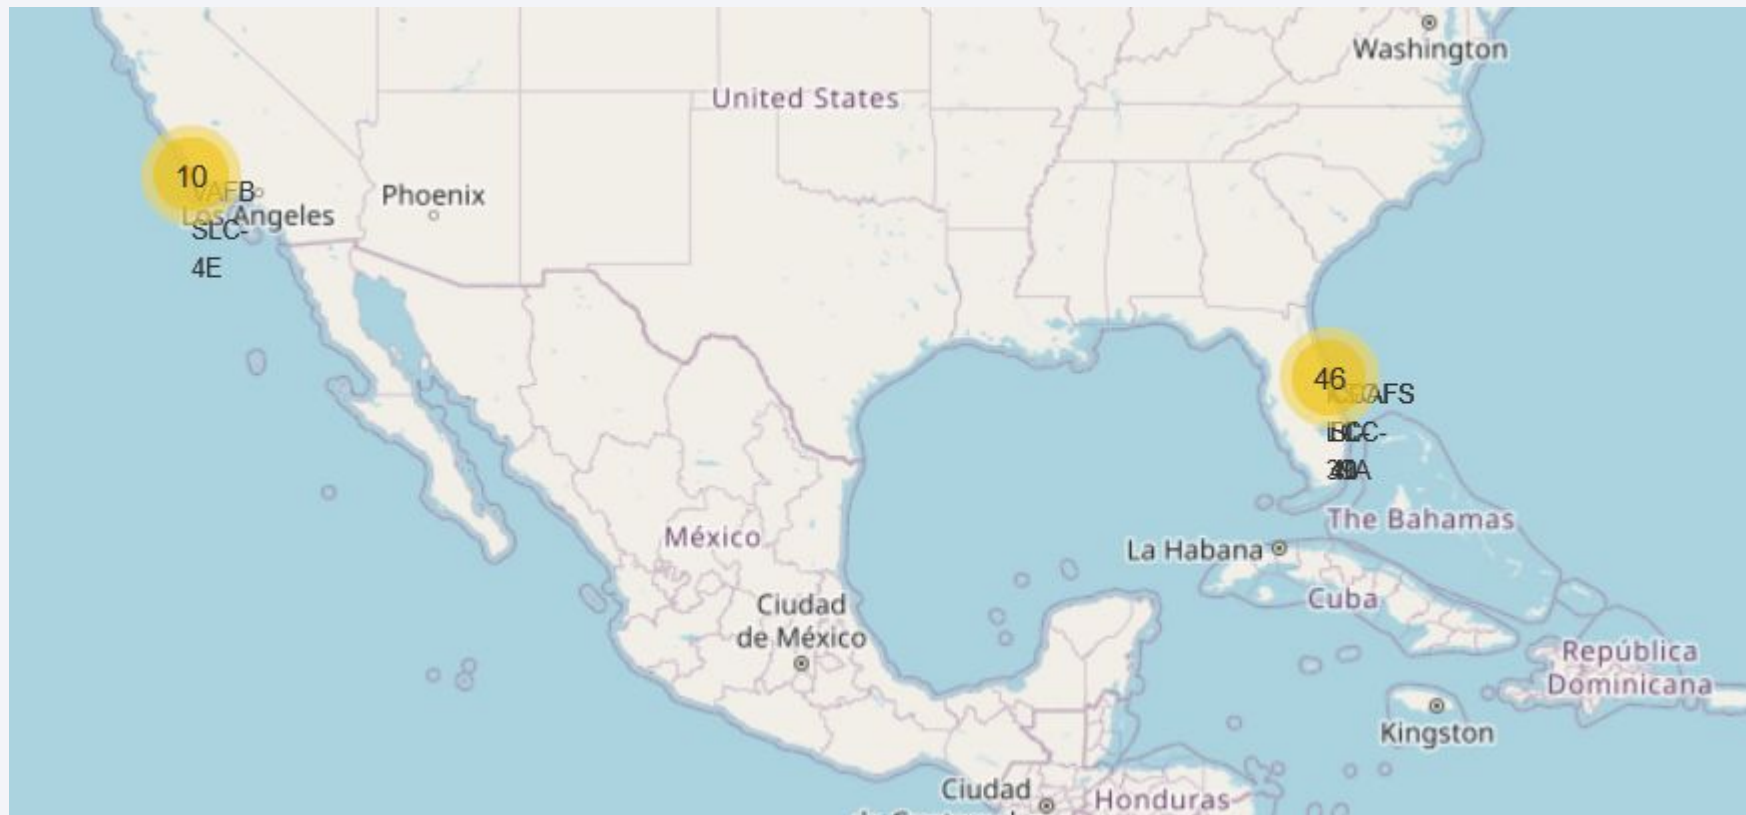 Washington
United States
10
VAFB
SLC-
4E
Los Angeles
Phoenix
46
México
Ciudad
de México
The Bahamas
La Habana
Cuba
República
Dominicana
Kingston
Ciudad
Honduras